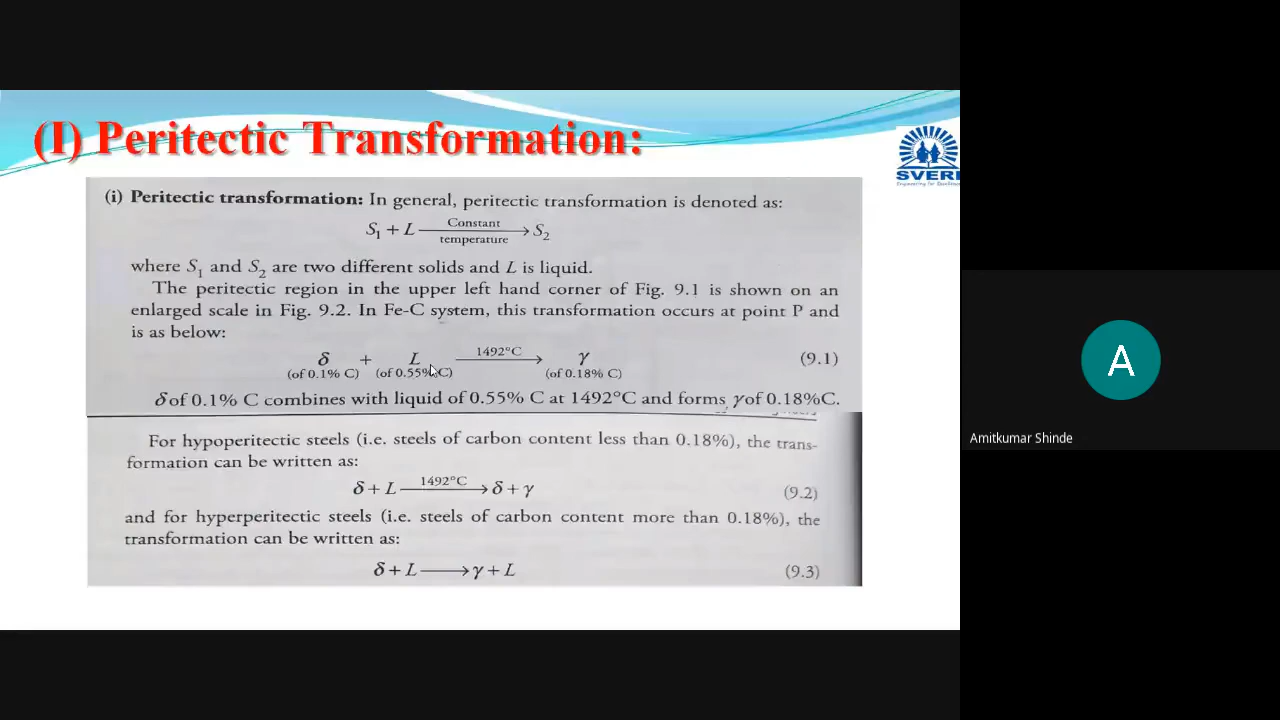 (I) Peritectic Transformation:
SVERI
(i) Peritectic transformation: In general, peritectic transformation is denoted as:
S₁ + L —Constant temperature→ S₂
where S₁ and S₂ are two different solids and L is liquid.
The peritectic region in the upper left hand corner of Fig. 9.1 is shown on an
enlarged scale in Fig. 9.2. In Fe-C system, this transformation occurs at point P and
is as below:
δ + L —1492°C→ γ (9.1)
(of 0.1% C) (of 0.55% C) (of 0.18% C)
δ of 0.1% C combines with liquid of 0.55% C at 1492°C and forms γ of 0.18%C.
For hypoperitectic steels (i.e. steels of carbon content less than 0.18%), the trans-
formation can be written as:
δ + L —1492°C→ δ + γ (9.2)
and for hyperperitectic steels (i.e. steels of carbon content more than 0.18%), the
transformation can be written as:
δ + L ⟶ γ + L (9.3)
A
Amitkumar Shinde